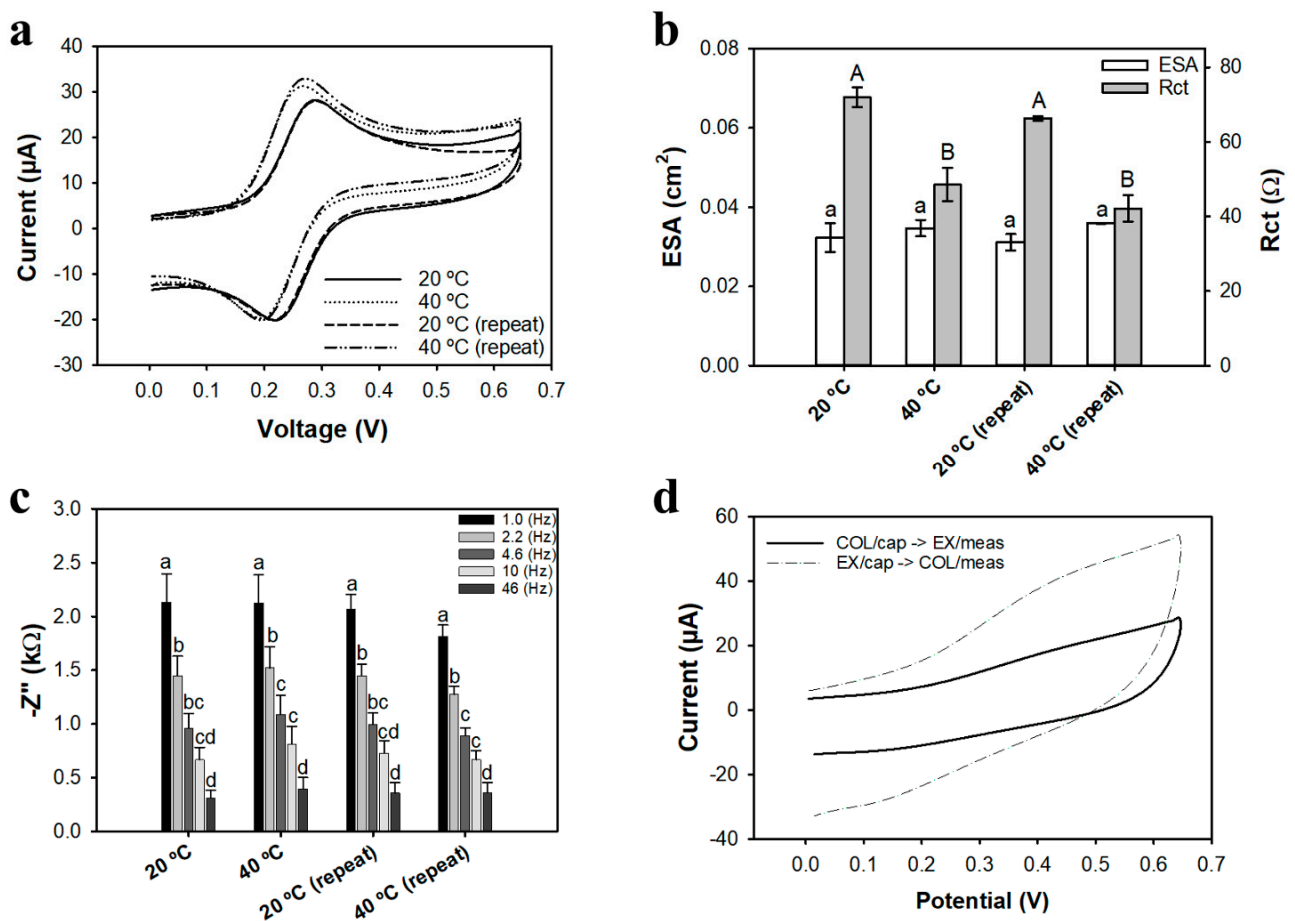 a
40
30
20
10
0
-10
-20
-30
Current (µA)
20 ºC
40 ºC
20 ºC (repeat)
40 ºC (repeat)
0.0 0.1 0.2 0.3 0.4 0.5 0.6 0.7
Voltage (V)
b
0.08
0.06
0.04
0.02
0.00
ESA (cm²)
ESA
Rct
A
A
B
B
a
a
a
a
80
60
40
20
0
Rct (Ω)
20 ºC
40 ºC
20 ºC (repeat)
40 ºC (repeat)
c
3.0
2.5
2.0
1.5
1.0
0.5
0.0
-Z" (kΩ)
1.0 (Hz)
2.2 (Hz)
4.6 (Hz)
10 (Hz)
46 (Hz)
a
b
bc
cd
d
a
b
c
c
d
a
b
bc
cd
d
a
b
c
c
d
20 ºC
40 ºC
20 ºC (repeat)
40 ºC (repeat)
d
60
40
20
0
-20
-40
Current (µA)
COL/cap -> EX/meas
EX/cap -> COL/meas
0.0 0.1 0.2 0.3 0.4 0.5 0.6 0.7
Potential (V)